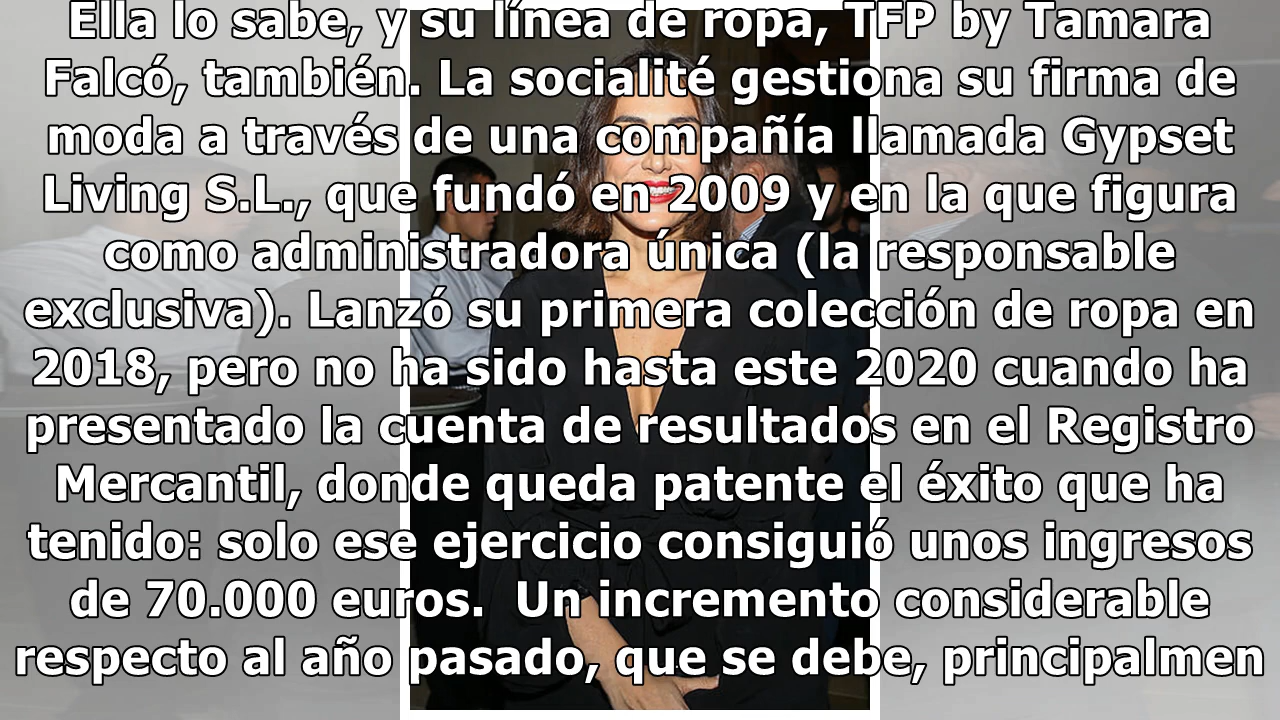 Ella lo sabe, y su línea de ropa, TFP by Tamara
Falcó, también. La socialité gestiona su firma de
moda a través de una compañía llamada Gypset
Living S.L., que fundó en 2009 y en la que figura
como administradora única (la responsable
exclusiva). Lanzó su primera colección de ropa en
2018, pero no ha sido hasta este 2020 cuando ha
presentado la cuenta de resultados en el Registro
Mercantil, donde queda patente el éxito que ha
tenido: solo ese ejercicio consiguió unos ingresos
de 70.000 euros.  Un incremento considerable
respecto al año pasado, que se debe, principalmen